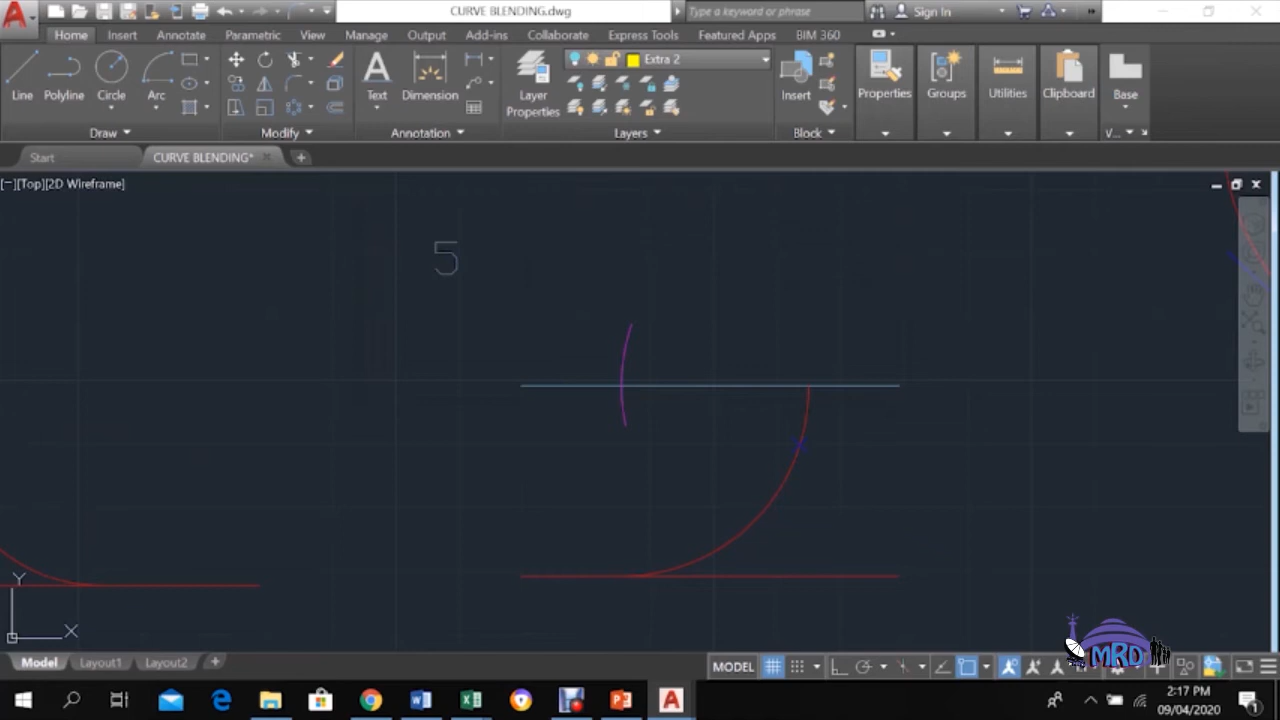 CURVE BLENDING.dwg
Type a keyword or phrase
Sign In
Home Insert Annotate Parametric View Manage Output Add-ins Collaborate Express Tools Featured Apps BIM 360
Extra 2
Line Polyline Circle Arc
Text Dimension
Layer
Properties
Insert
Properties Groups Utilities Clipboard Base
Draw Modify Annotation Layers Block V...
Start CURVE BLENDING*
[−][Top][2D Wireframe]
5
Y
X
MRD
Model Layout1 Layout2
MODEL
2:17 PM
09/04/2020